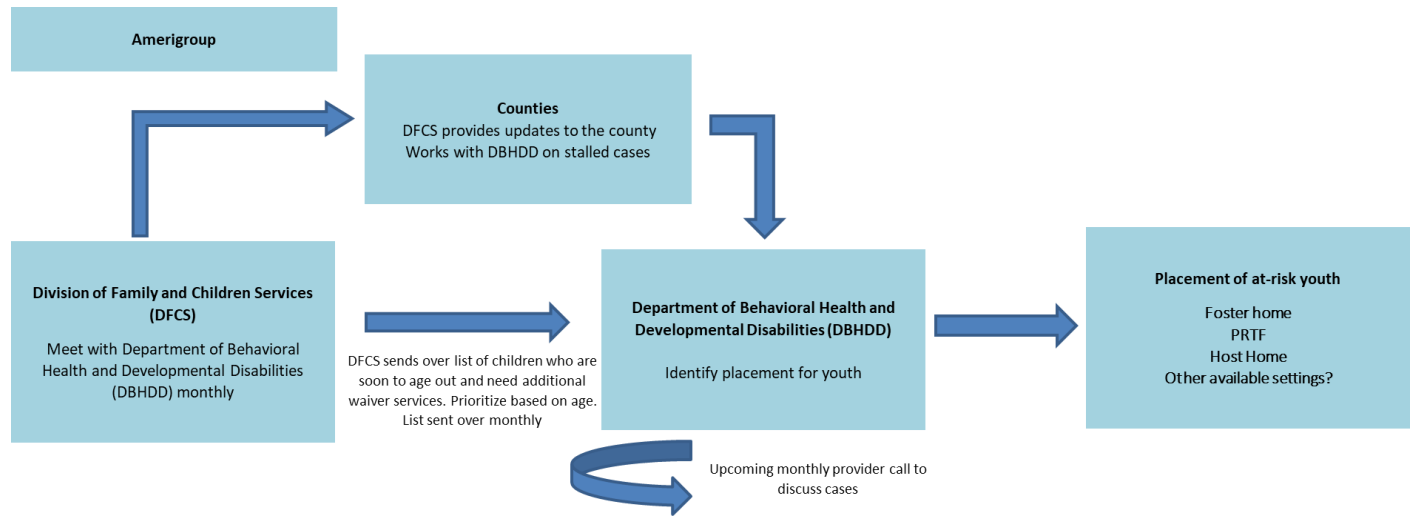 Amerigroup
Counties
DFCS provides updates to the county
Works with DBHDD on stalled cases
Division of Family and Children Services
(DFCS)
Meet with Department of Behavioral
Health and Developmental Disabilities
(DBHDD) monthly
DFCS sends over list of children who are
soon to age out and need additional
waiver services. Prioritize based on age.
List sent over monthly
Department of Behavioral Health and
Developmental Disabilities (DBHDD)
Identify placement for youth
Upcoming monthly provider call to
discuss cases
Placement of at-risk youth
Foster home
PRTF
Host Home
Other available settings?